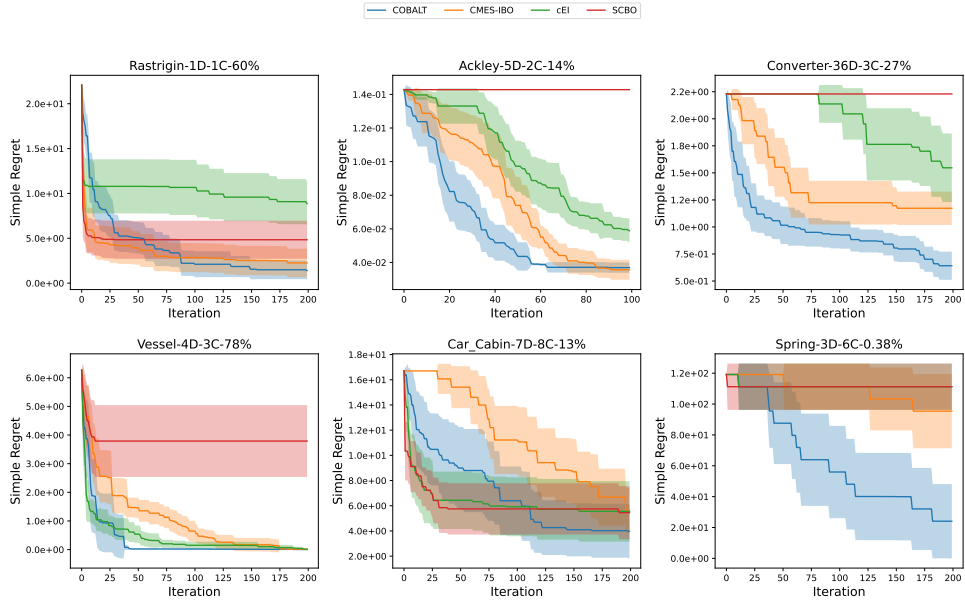 COBALT CMES-IBO cEI SCBO
Rastrigin-1D-1C-60%
Simple Regret
2.0e+01
1.5e+01
1.0e+01
5.0e+00
0.0e+00
0 25 50 75 100 125 150 175 200
Iteration
Ackley-5D-2C-14%
Simple Regret
1.4e-01
1.2e-01
1.0e-01
8.0e-02
6.0e-02
4.0e-02
0 20 40 60 80 100
Iteration
Converter-36D-3C-27%
Simple Regret
2.2e+00
2.0e+00
1.8e+00
1.5e+00
1.2e+00
1.0e+00
7.5e-01
5.0e-01
0 25 50 75 100 125 150 175 200
Iteration
Vessel-4D-3C-78%
Simple Regret
6.0e+00
5.0e+00
4.0e+00
3.0e+00
2.0e+00
1.0e+00
0.0e+00
0 25 50 75 100 125 150 175 200
Iteration
Car_Cabin-7D-8C-13%
Simple Regret
1.8e+01
1.6e+01
1.4e+01
1.2e+01
1.0e+01
8.0e+00
6.0e+00
4.0e+00
2.0e+00
0 25 50 75 100 125 150 175 200
Iteration
Spring-3D-6C-0.38%
Simple Regret
1.2e+02
1.0e+02
8.0e+01
6.0e+01
4.0e+01
2.0e+01
0.0e+00
0 25 50 75 100 125 150 175 200
Iteration